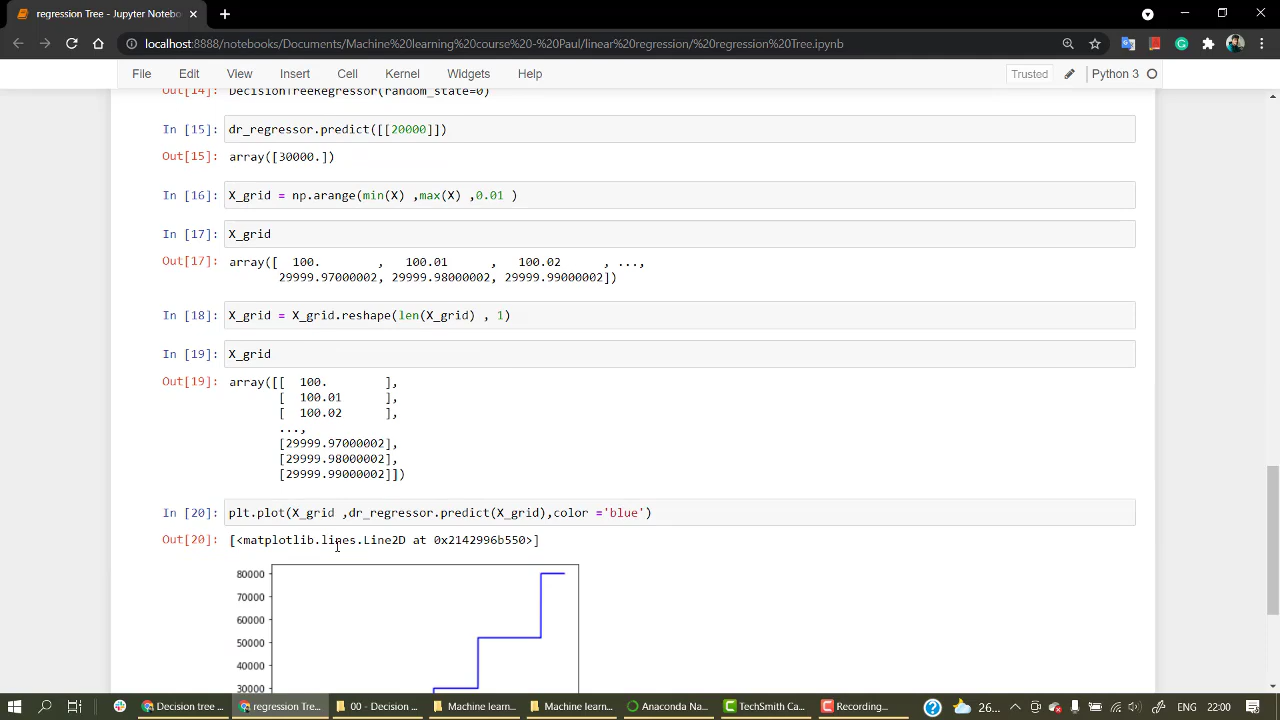 regression Tree - Jupyter Notebo
localhost:8888/notebooks/Documents/Machine%20learning%20course%20-%20Paul/linear%20regression/%20regression%20Tree.ipynb
File Edit View Insert Cell Kernel Widgets Help Trusted Python 3
Out[14]: DecisionTreeRegressor(random_state=0)
In [15]: dr_regressor.predict([[20000]])
Out[15]: array([30000.])
In [16]: X_grid = np.arange(min(X) ,max(X) ,0.01 )
In [17]: X_grid
Out[17]: array([ 100. , 100.01 , 100.02 , ...,
29999.97000002, 29999.98000002, 29999.99000002])
In [18]: X_grid = X_grid.reshape(len(X_grid) , 1)
In [19]: X_grid
Out[19]: array([[ 100. ],
[ 100.01 ],
[ 100.02 ],
...,
[29999.97000002],
[29999.98000002],
[29999.99000002]])
In [20]: plt.plot(X_grid ,dr_regressor.predict(X_grid),color ='blue')
Out[20]: [<matplotlib.lines.Line2D at 0x2142996b550>]
80000
70000
60000
50000
40000
30000
Decision tree ... regression Tre... 00 - Decision ... Machine learn... Machine learn... Anaconda Na... TechSmith Ca... Recording... 26... ENG 22:00